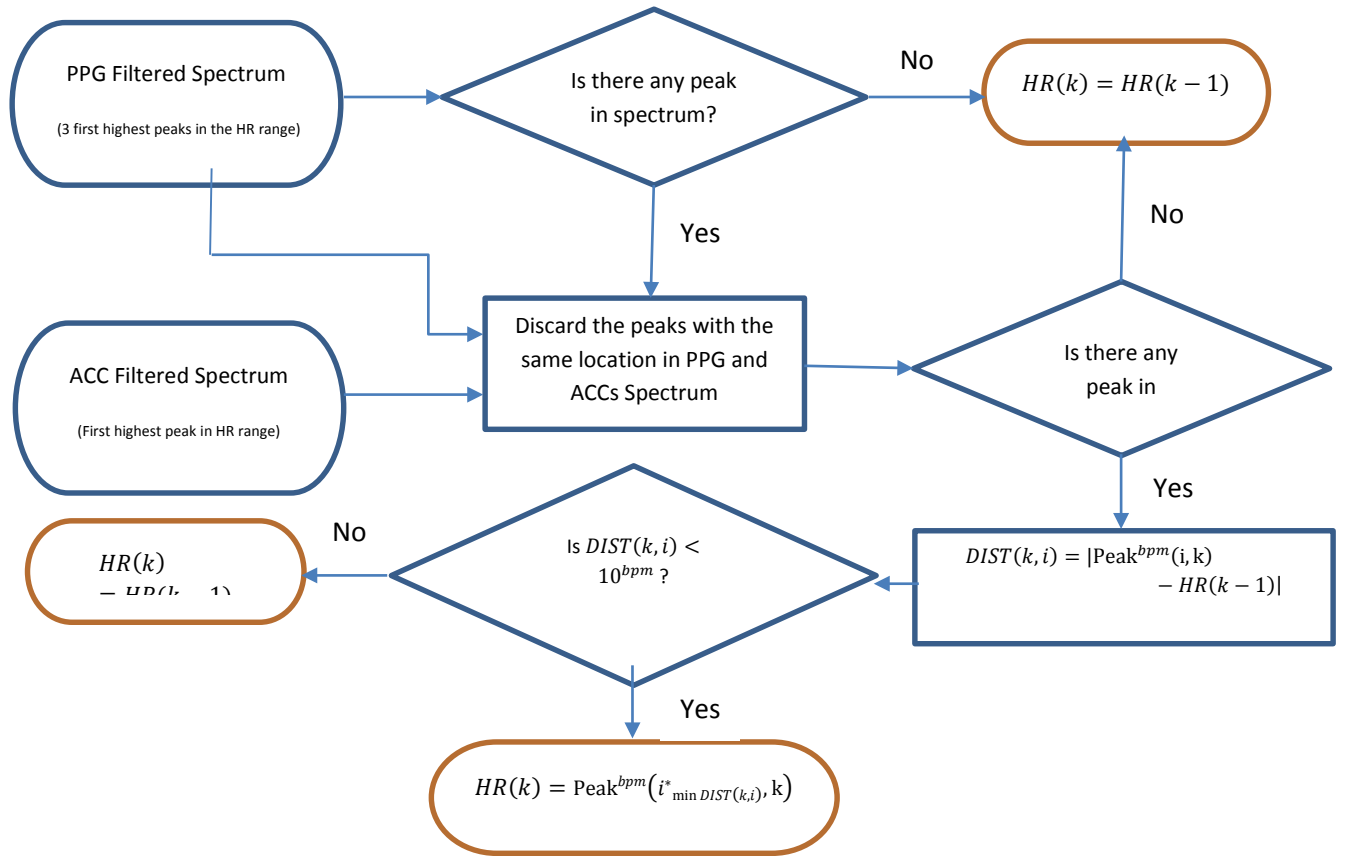 PPG Filtered Spectrum
(3 first highest peaks in the HR range)
Is there any peak
in spectrum?
No
HR(k) = HR(k − 1)
Yes
No
Discard the peaks with the
same location in PPG and
ACCs Spectrum
ACC Filtered Spectrum
(First highest peak in HR range)
Is there any
peak in
Yes
DIST(k, i) = |Peak^bpm(i, k)
− HR(k − 1)|
Is DIST(k, i) <
10^bpm ?
No
HR(k)
= HR(k − 1)
Yes
HR(k) = Peak^bpm(i*_min DIST(k,i), k)